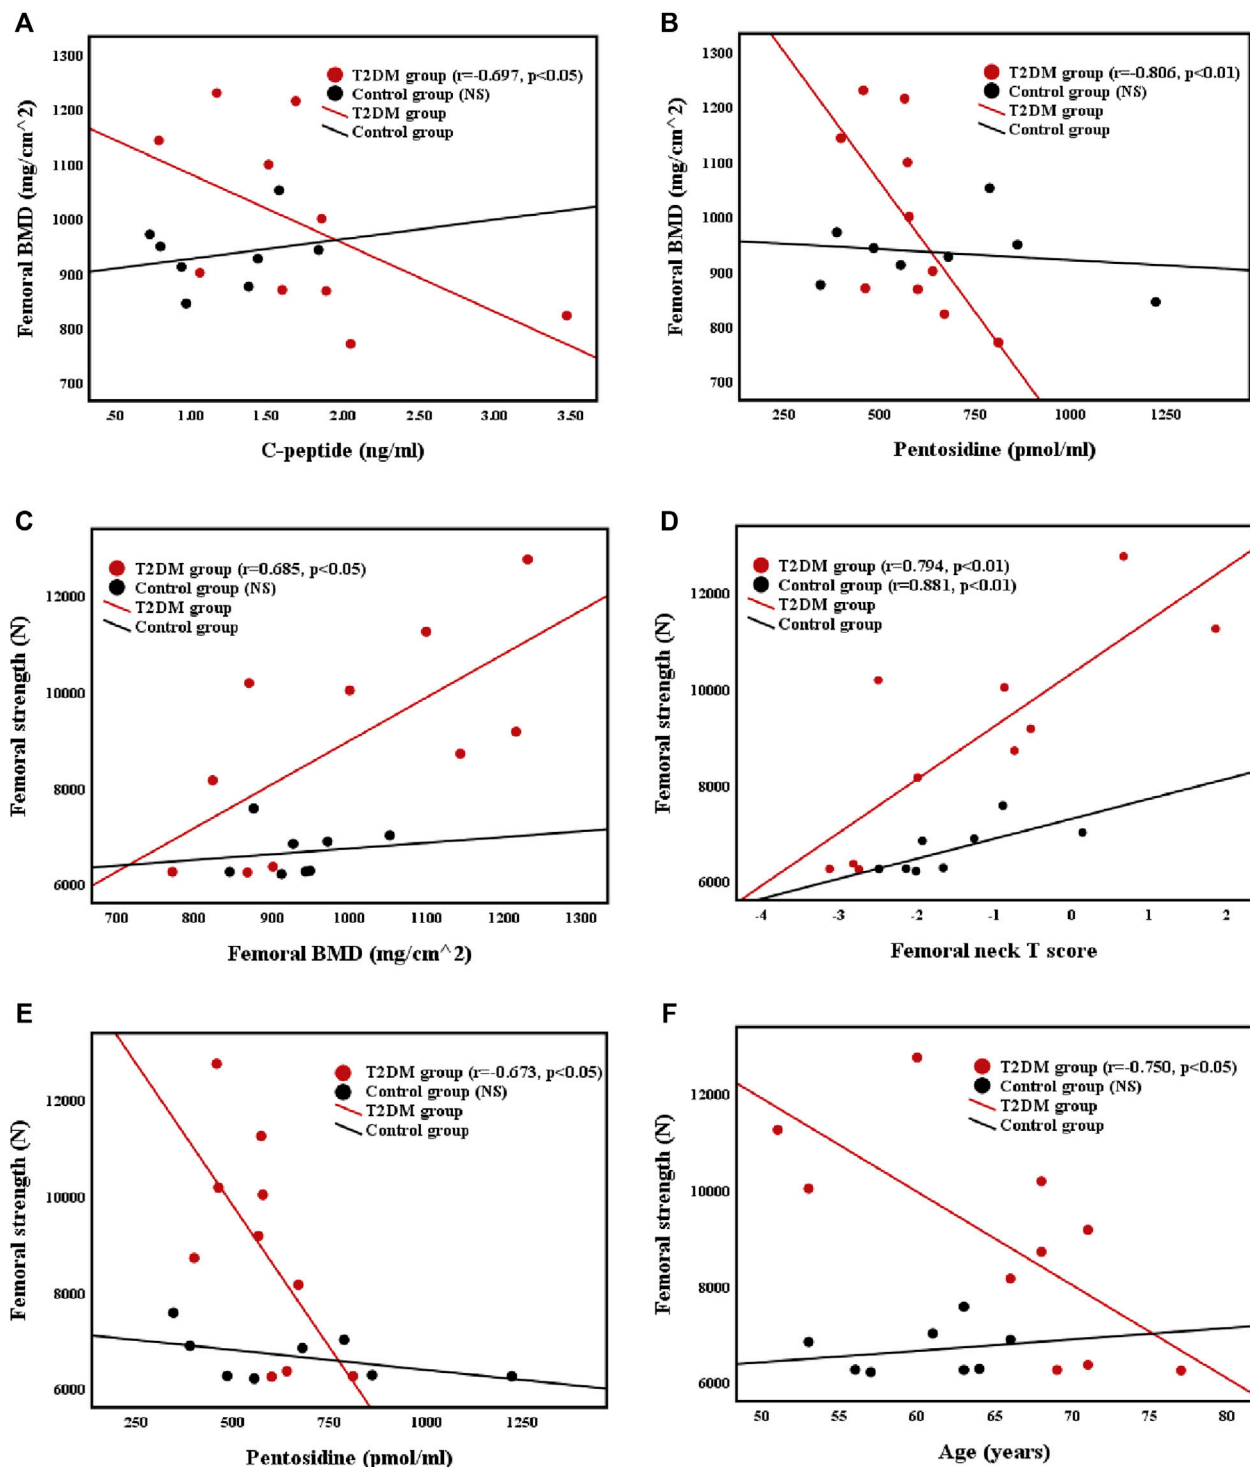 A
Femoral BMD (mg/cm^2)
1300
1200
1100
1000
900
800
700
T2DM group (r=-0.697, p<0.05)
Control group (NS)
T2DM group
Control group
.50 1.00 1.50 2.00 2.50 3.00 3.50
C-peptide (ng/ml)
B
Femoral BMD (mg/cm^2)
1300
1200
1100
1000
900
800
700
T2DM group (r=-0.806, p<0.01)
Control group (NS)
T2DM group
Control group
250 500 750 1000 1250
Pentosidine (pmol/ml)
C
Femoral strength (N)
12000
10000
8000
6000
T2DM group (r=0.685, p<0.05)
Control group (NS)
T2DM group
Control group
700 800 900 1000 1100 1200 1300
Femoral BMD (mg/cm^2)
D
Femoral strength (N)
12000
10000
8000
6000
T2DM group (r=0.794, p<0.01)
Control group (r=0.881, p<0.01)
T2DM group
Control group
-4 -3 -2 -1 0 1 2
Femoral neck T score
E
Femoral strength (N)
12000
10000
8000
6000
T2DM group (r=-0.673, p<0.05)
Control group (NS)
T2DM group
Control group
250 500 750 1000 1250
Pentosidine (pmol/ml)
F
Femoral strength (N)
12000
10000
8000
6000
T2DM group (r=-0.750, p<0.05)
Control group (NS)
T2DM group
Control group
50 55 60 65 70 75 80
Age (years)